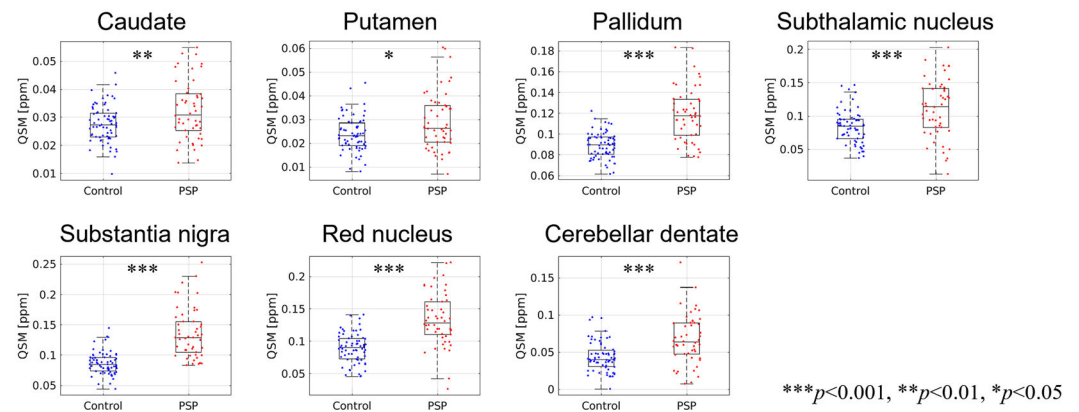 Caudate
**
QSM [ppm]
0.05
0.04
0.03
0.02
0.01
Control PSP
Putamen
*
QSM [ppm]
0.06
0.05
0.04
0.03
0.02
0.01
Control PSP
Pallidum
***
QSM [ppm]
0.18
0.16
0.14
0.12
0.1
0.08
0.06
Control PSP
Subthalamic nucleus
***
QSM [ppm]
0.2
0.15
0.1
0.05
Control PSP
Substantia nigra
***
QSM [ppm]
0.25
0.2
0.15
0.1
0.05
Control PSP
Red nucleus
***
QSM [ppm]
0.2
0.15
0.1
0.05
Control PSP
Cerebellar dentate
***
QSM [ppm]
0.15
0.1
0.05
0
Control PSP
***p<0.001, **p<0.01, *p<0.05